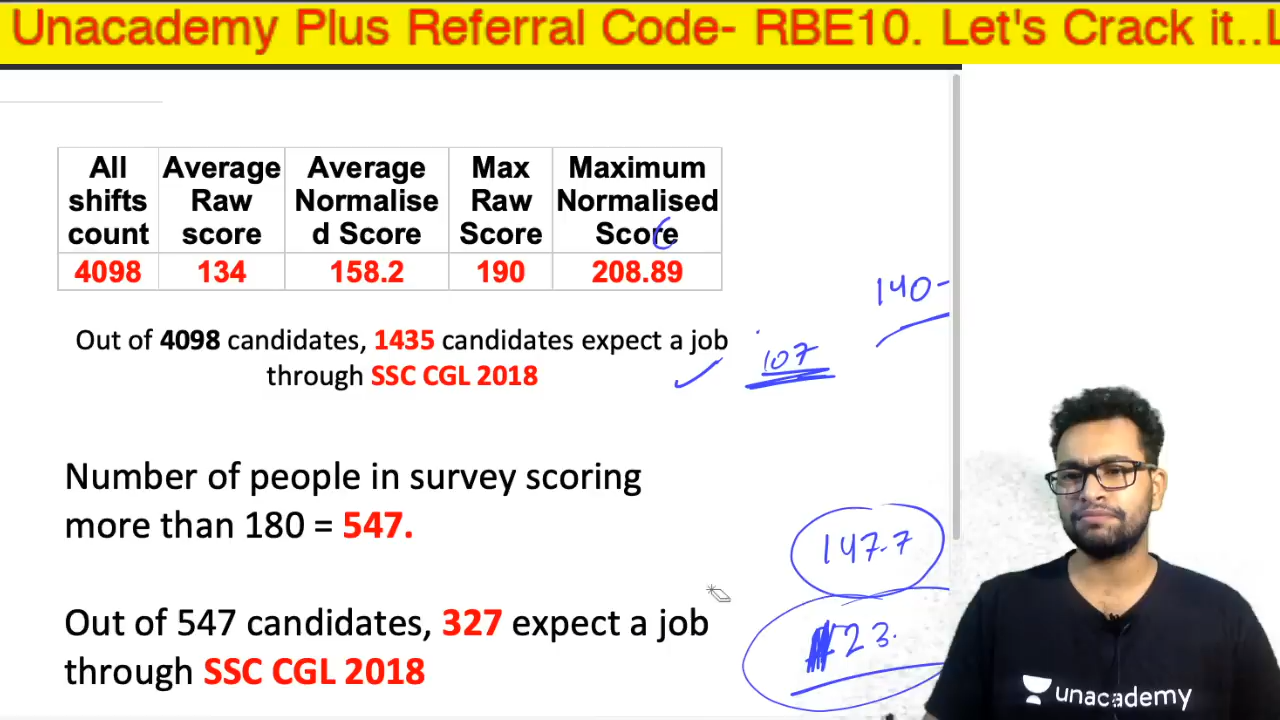 Unacademy Plus Referral Code- RBE10. Let's Crack it..L
All shifts count
Average Raw score
Average Normalise d Score
Max Raw Score
Maximum Normalised Score
4098 134 158.2 190 208.89
140-
Out of 4098 candidates, 1435 candidates expect a job
through SSC CGL 2018
107
Number of people in survey scoring
more than 180 = 547.
147.7
Out of 547 candidates, 327 expect a job
through SSC CGL 2018
23.
unacademy